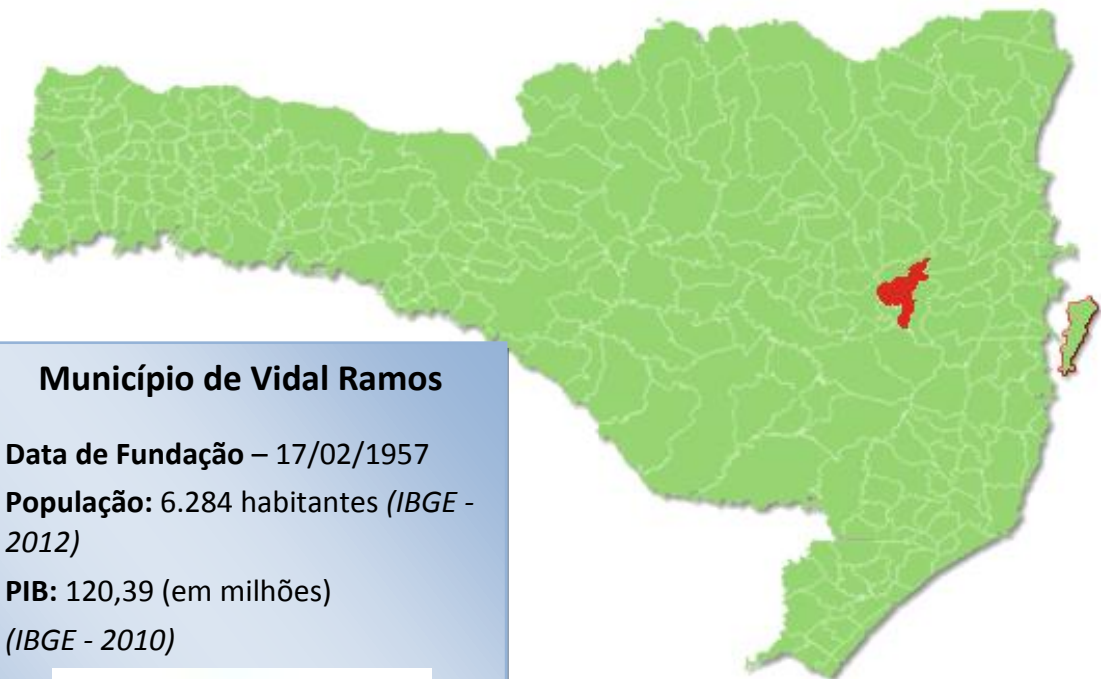 Município de Vidal Ramos
Data de Fundação – 17/02/1957
População: 6.284 habitantes (IBGE -
2012)
PIB: 120,39 (em milhões)
(IBGE - 2010)